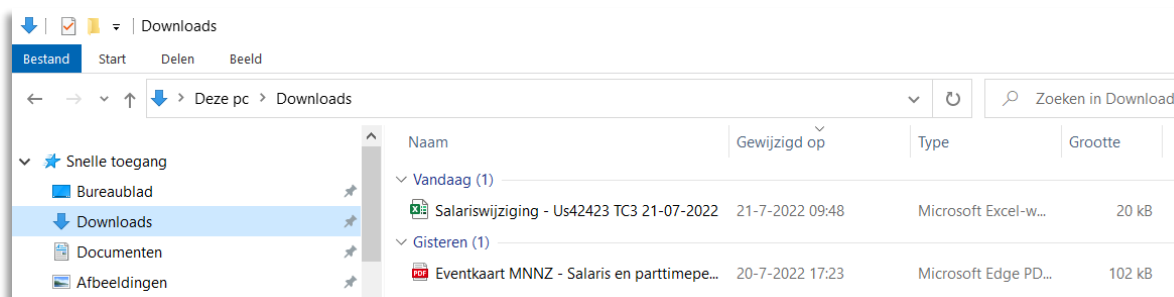 Downloads
Bestand Start Delen Beeld
Deze pc > Downloads Zoeken in Download
Naam Gewijzigd op Type Grootte
Snelle toegang
Vandaag (1)
Bureaublad
Salariswijziging - Us42423 TC3 21-07-2022 21-7-2022 09:48 Microsoft Excel-w... 20 kB
Downloads
Gisteren (1)
Documenten
Eventkaart MNNZ - Salaris en parttimepe... 20-7-2022 17:23 Microsoft Edge PD... 102 kB
PDF
Afbeeldingen